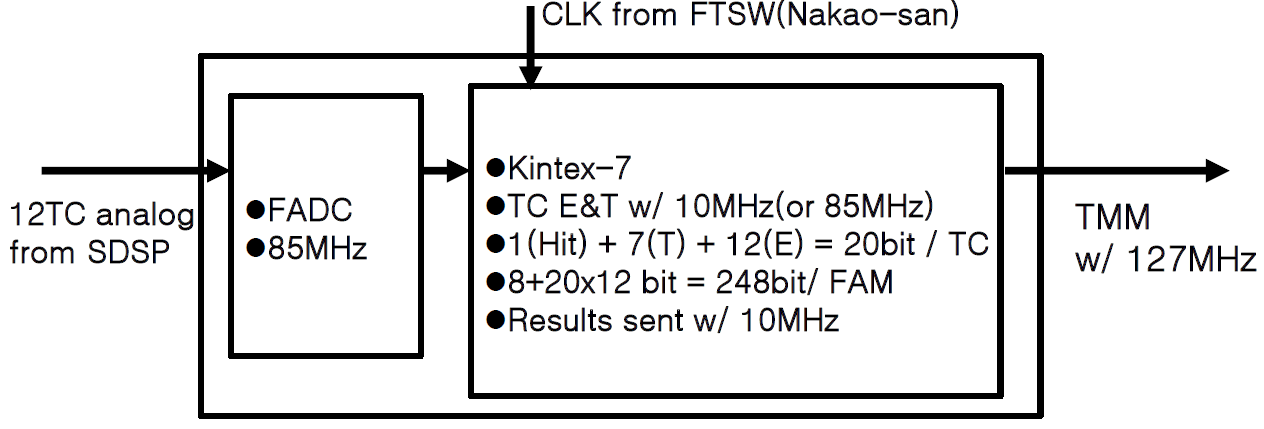 CLK from FTSW(Nakao-san)
12TC analog
from SDSP
●FADC
●85MHz
●Kintex-7
●TC E&T w/ 10MHz(or 85MHz)
●1(Hit) + 7(T) + 12(E) = 20bit / TC
●8+20x12 bit = 248bit/ FAM
●Results sent w/ 10MHz
TMM
w/ 127MHz